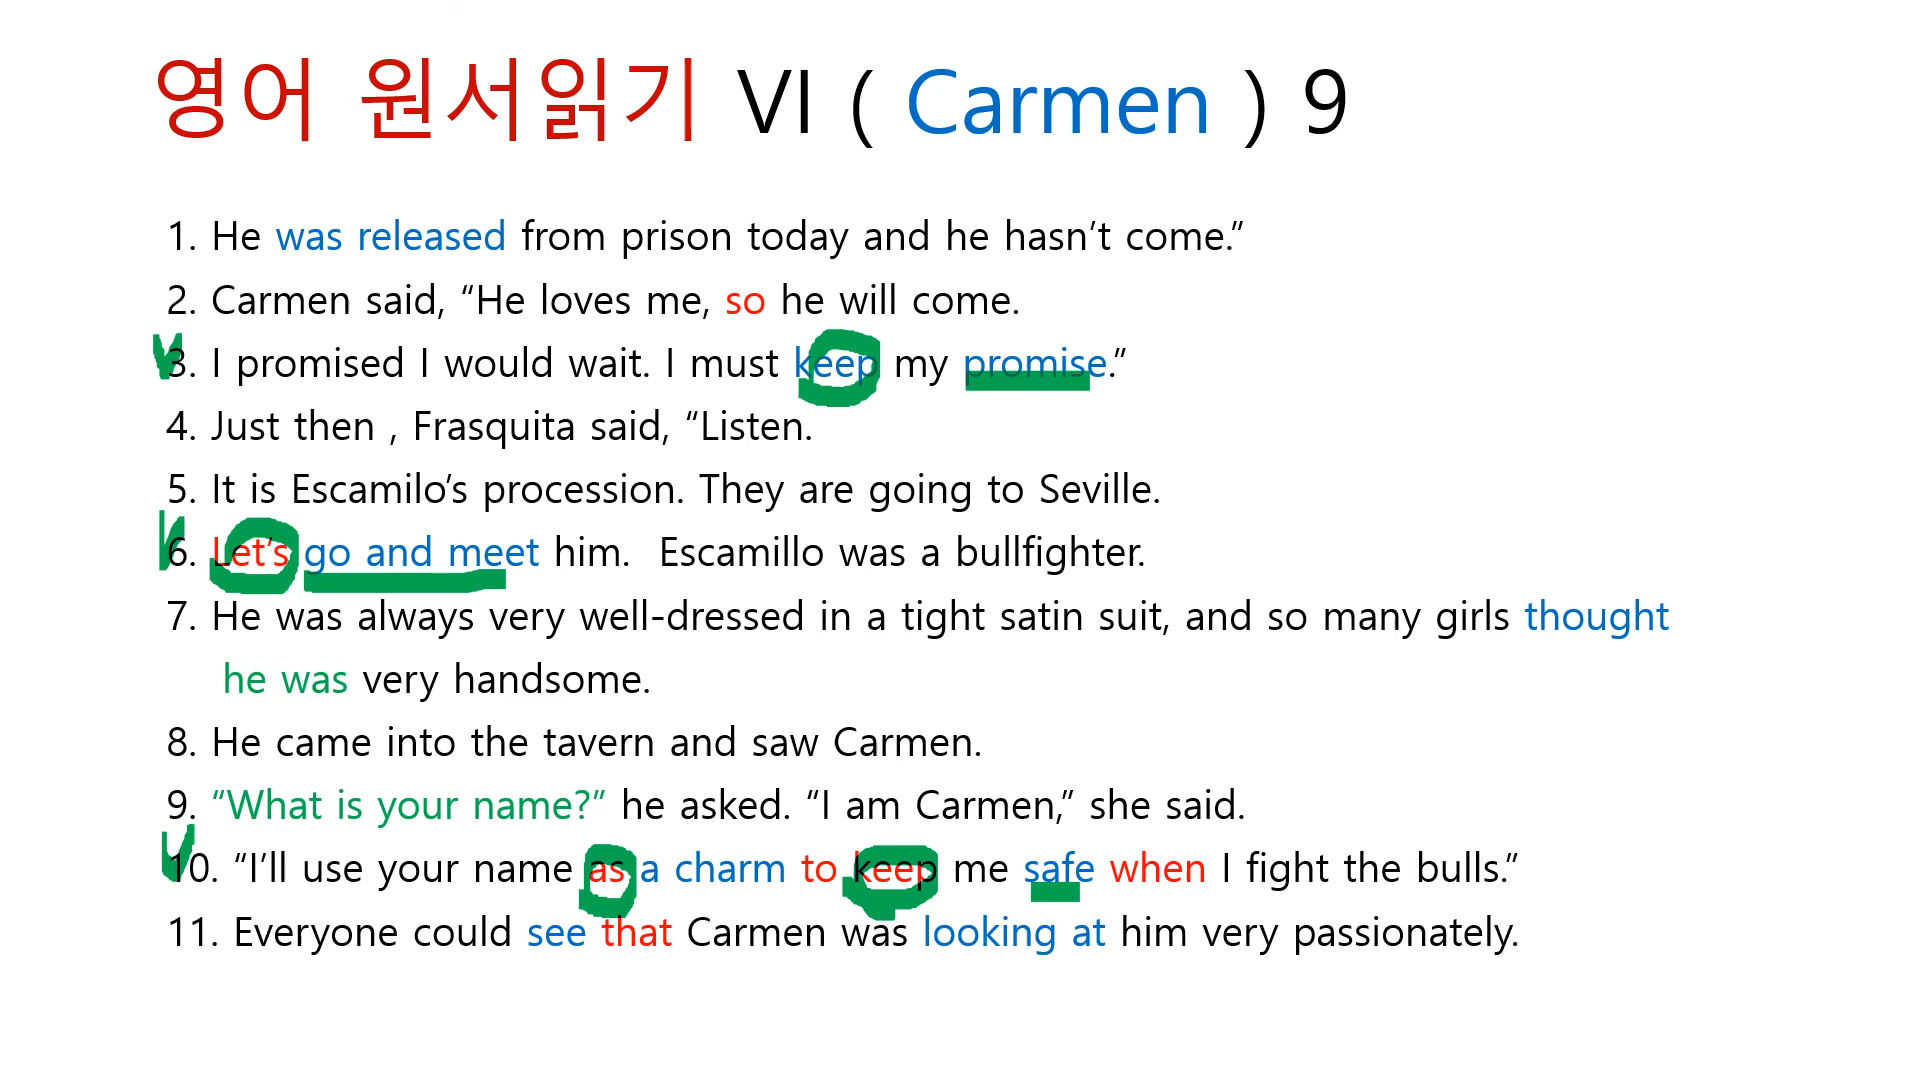 영어 원서읽기 VI ( Carmen ) 9
1. He was released from prison today and he hasn’t come.”
2. Carmen said, “He loves me, so he will come.
3. I promised I would wait. I must keep my promise.”
4. Just then , Frasquita said, “Listen.
5. It is Escamilo’s procession. They are going to Seville.
6. Let’s go and meet him.  Escamillo was a bullfighter.
7. He was always very well-dressed in a tight satin suit, and so many girls thought
he was very handsome.
8. He came into the tavern and saw Carmen.
9. “What is your name?” he asked. “I am Carmen,” she said.
10. “I’ll use your name as a charm to keep me safe when I fight the bulls.”
11. Everyone could see that Carmen was looking at him very passionately.